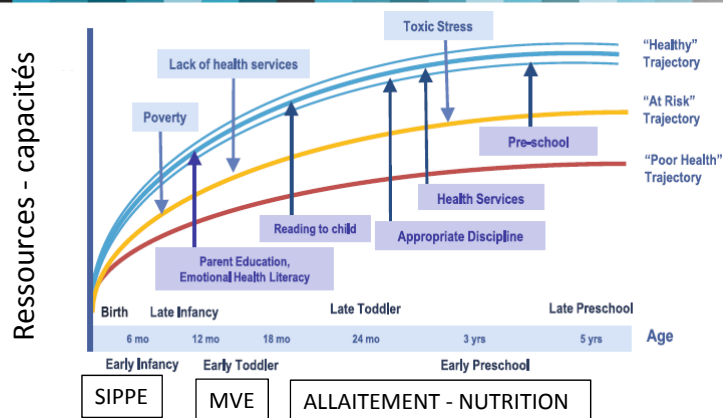 Ressources - capacités
Toxic Stress
Lack of health services
Poverty
"Healthy"
Trajectory
"At Risk"
Trajectory
"Poor Health"
Trajectory
Pre-school
Health Services
Appropriate Discipline
Reading to child
Parent Education,
Emotional Health Literacy
Birth
Late Infancy
Late Toddler
Late Preschool
6 mo
12 mo
18 mo
24 mo
3 yrs
5 yrs
Age
Early Infancy
Early Toddler
Early Preschool
SIPPE
MVE
ALLAITEMENT - NUTRITION